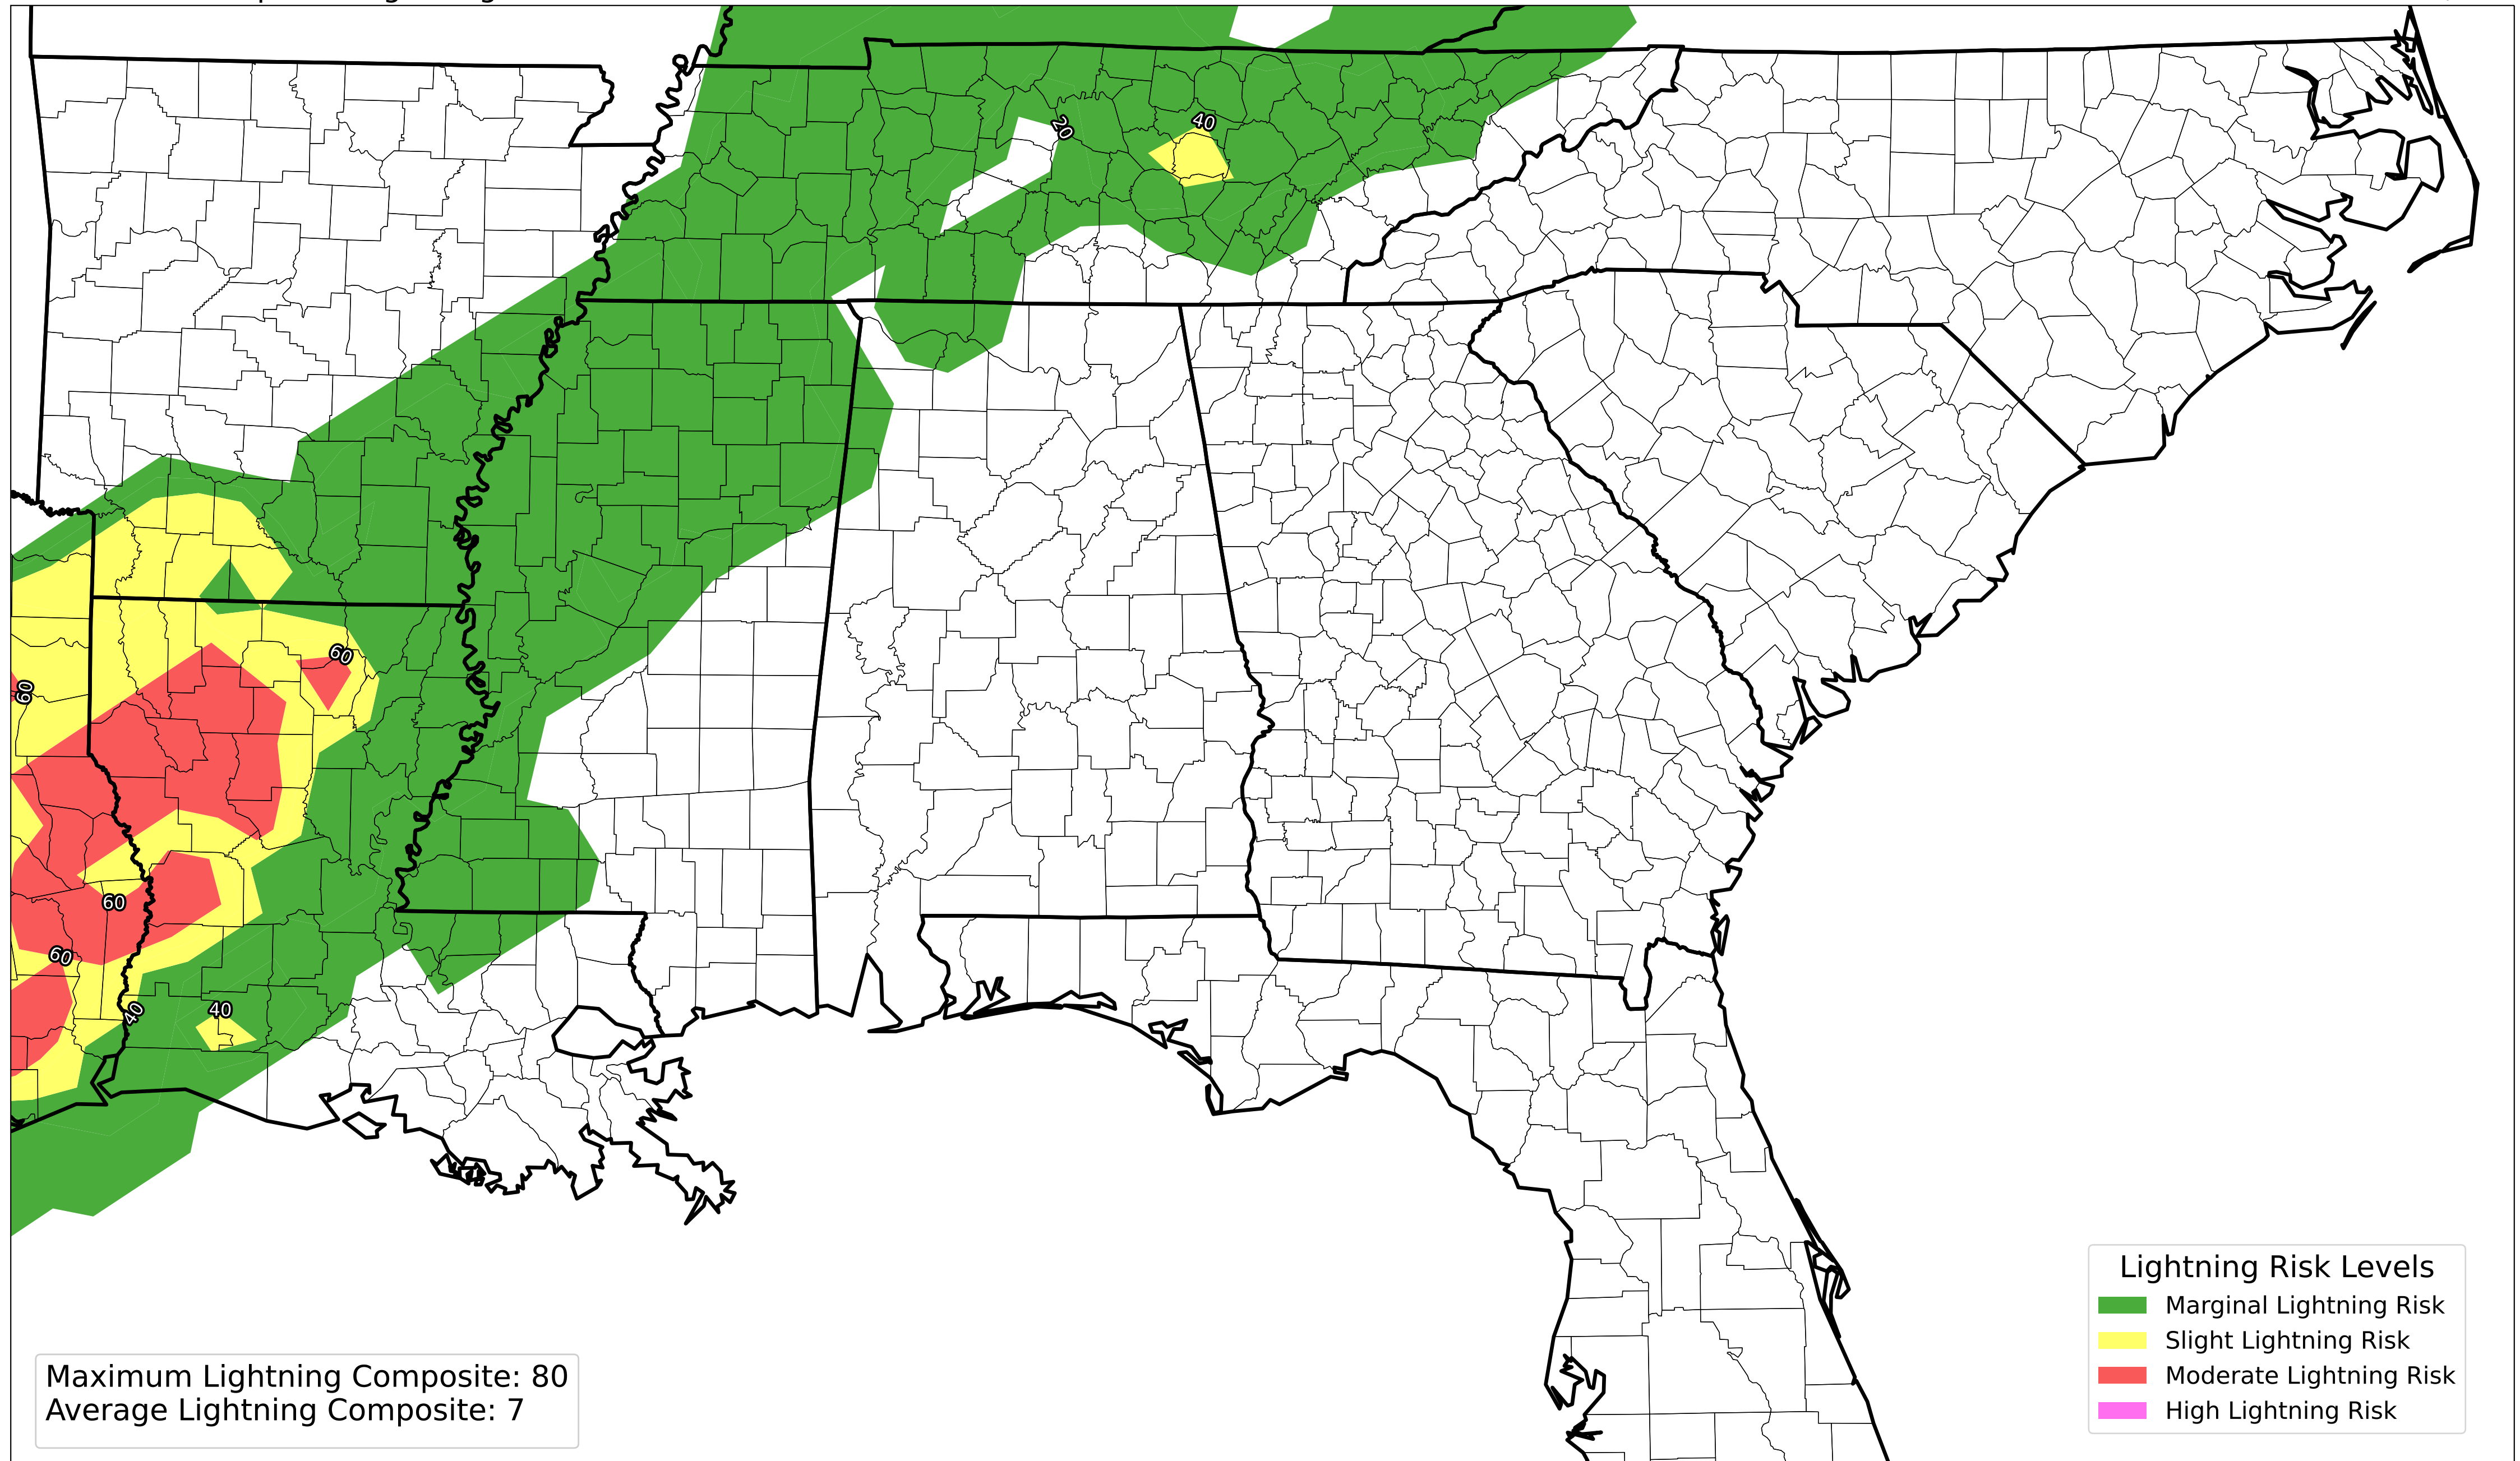 20
40
60
60
60
60
40
40
Lightning Risk Levels
Marginal Lightning Risk
Slight Lightning Risk
Moderate Lightning Risk
High Lightning Risk
Maximum Lightning Composite: 80
Average Lightning Composite: 7